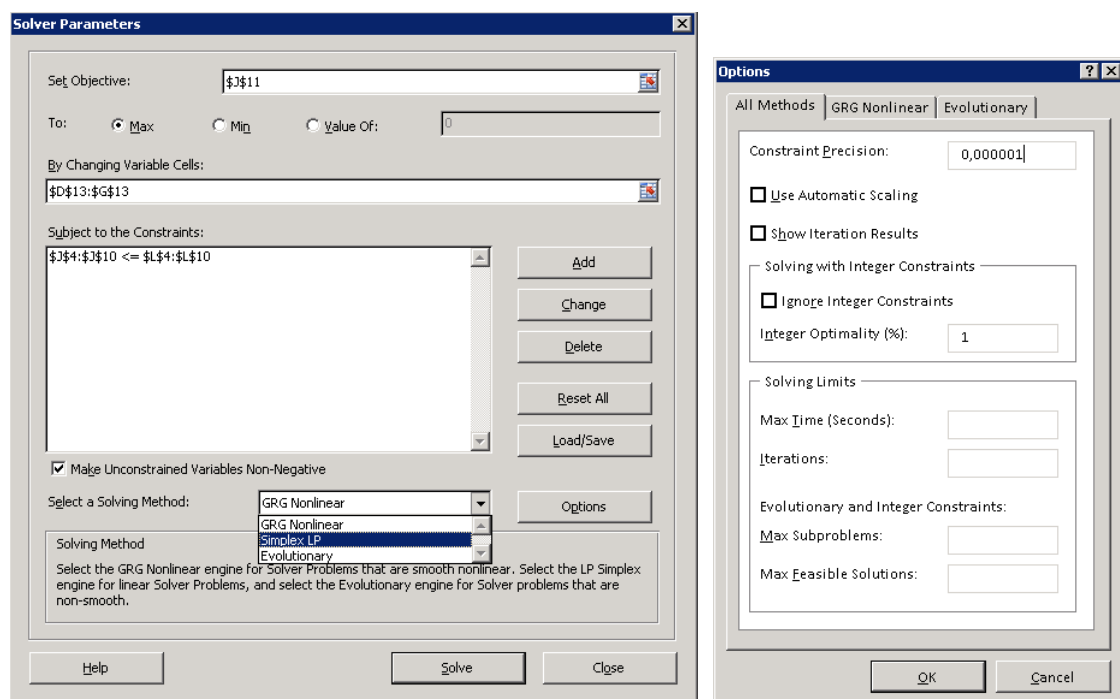 Solver Parameters
Set Objective:
$J$11
To:
Max
Min
Value Of:
0
By Changing Variable Cells:
$D$13:$G$13
Subject to the Constraints:
$J$4:$J$10 <= $L$4:$L$10
Add
Change
Delete
Reset All
Load/Save
Make Unconstrained Variables Non-Negative
Select a Solving Method:
GRG Nonlinear
Options
GRG Nonlinear
Simplex LP
Evolutionary
Solving Method
Select the GRG Nonlinear engine for Solver Problems that are smooth nonlinear. Select the LP Simplex
engine for linear Solver Problems, and select the Evolutionary engine for Solver problems that are
non-smooth.
Help
Solve
Close
Options
All Methods
GRG Nonlinear
Evolutionary
Constraint Precision:
0,000001
Use Automatic Scaling
Show Iteration Results
Solving with Integer Constraints
Ignore Integer Constraints
Integer Optimality (%):
1
Solving Limits
Max Time (Seconds):
Iterations:
Evolutionary and Integer Constraints:
Max Subproblems:
Max Feasible Solutions:
OK
Cancel